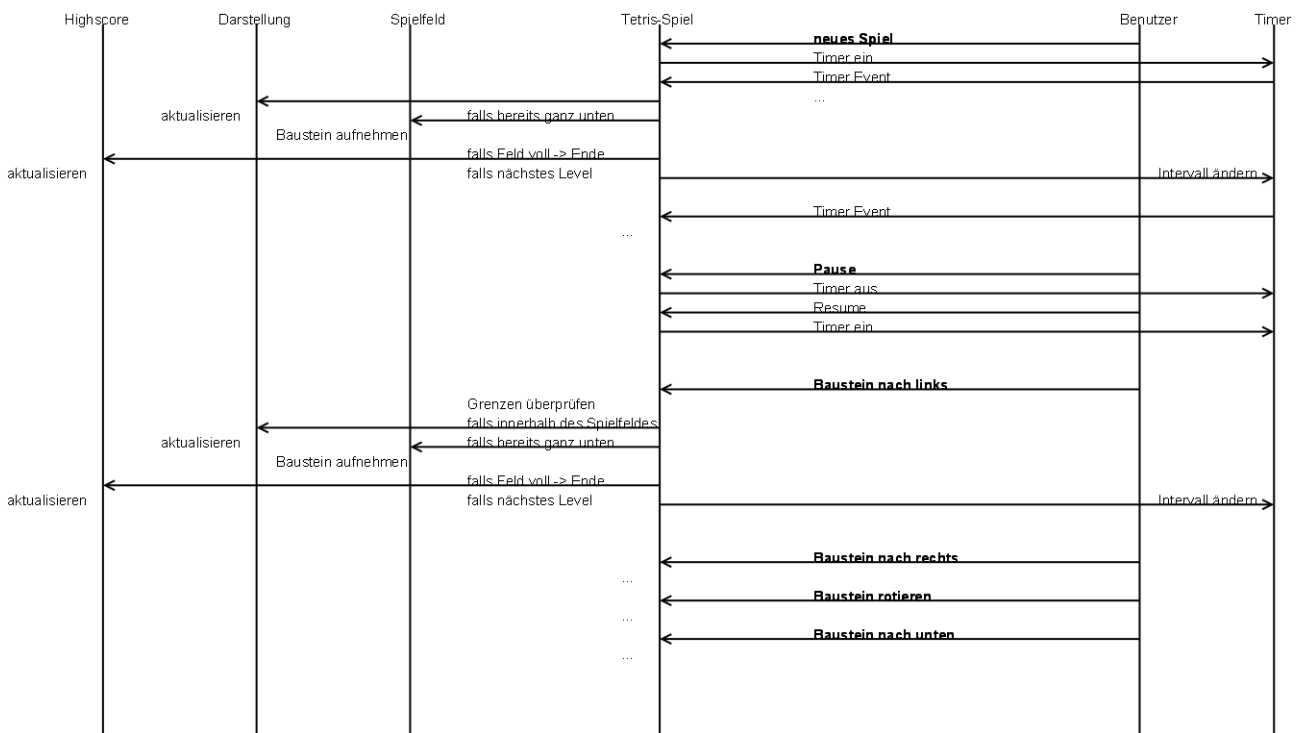 Highscore Darstellung Spielfeld Tetris-Spiel Benutzer Timer
neues Spiel
Timer ein
Timer Event
...
aktualisieren falls bereits ganz unten
Baustein aufnehmen
falls Feld voll -> Ende
aktualisieren falls nächstes Level Intervall ändern
Timer Event
...
Pause
Timer aus
Resume
Timer ein
Baustein nach links
Grenzen überprüfen
falls innerhalb des Spielfeldes
aktualisieren falls bereits ganz unten
Baustein aufnehmen
falls Feld voll -> Ende
aktualisieren falls nächstes Level Intervall ändern
Baustein nach rechts
...
Baustein rotieren
...
Baustein nach unten
...